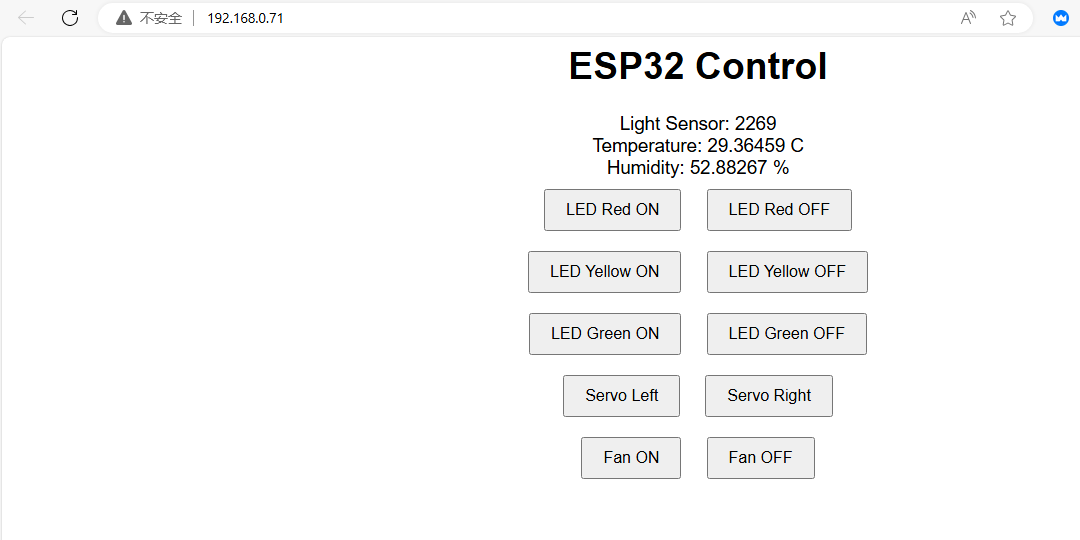 不安全 192.168.0.71
ESP32 Control
Light Sensor: 2269
Temperature: 29.36459 C
Humidity: 52.88267 %
LED Red ON LED Red OFF
LED Yellow ON LED Yellow OFF
LED Green ON LED Green OFF
Servo Left Servo Right
Fan ON Fan OFF